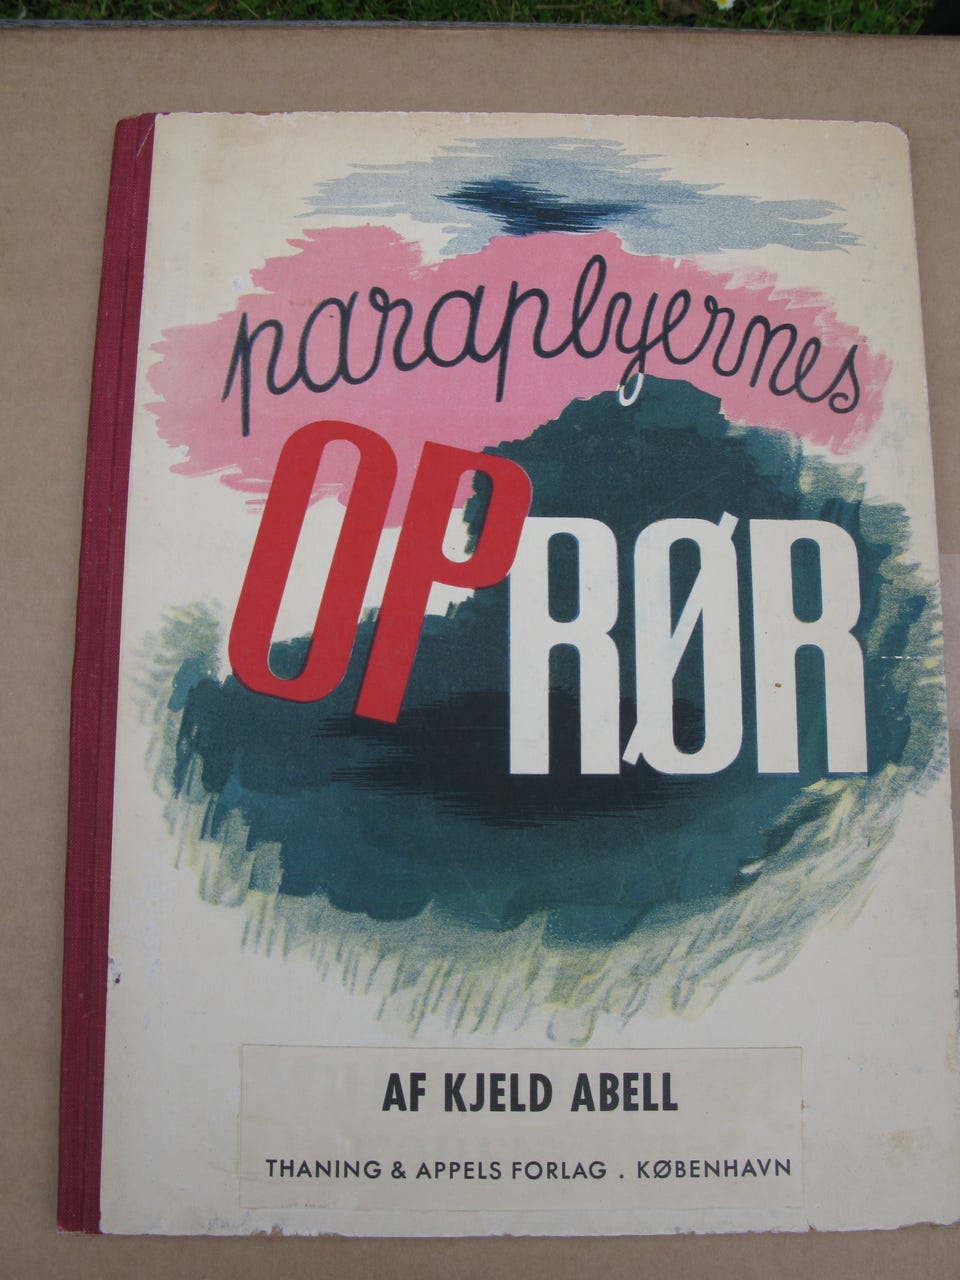 paraplyernes
OPRØR
AF KJELD ABELL
THANING & APPELS FORLAG . KØBENHAVN